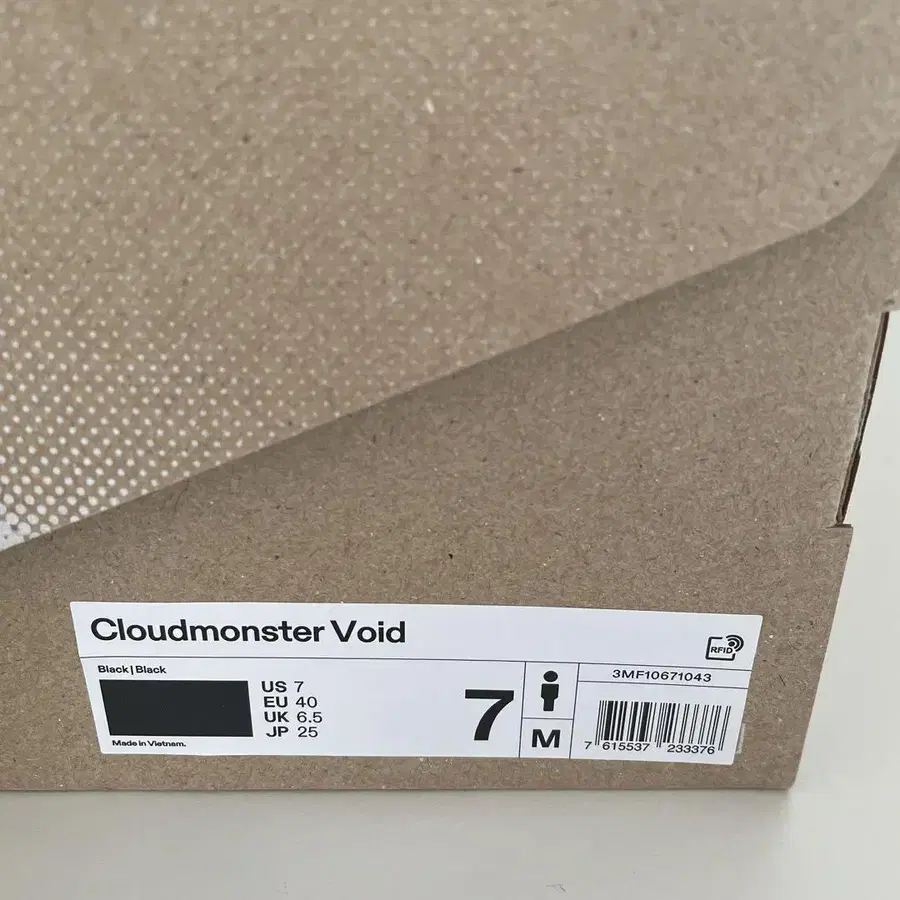 Cloudmonster Void
RFID
Black | Black
US 7
EU 40
UK 6.5
JP 25
Made in Vietnam.
7
M
3MF10671043
7 615537 233376